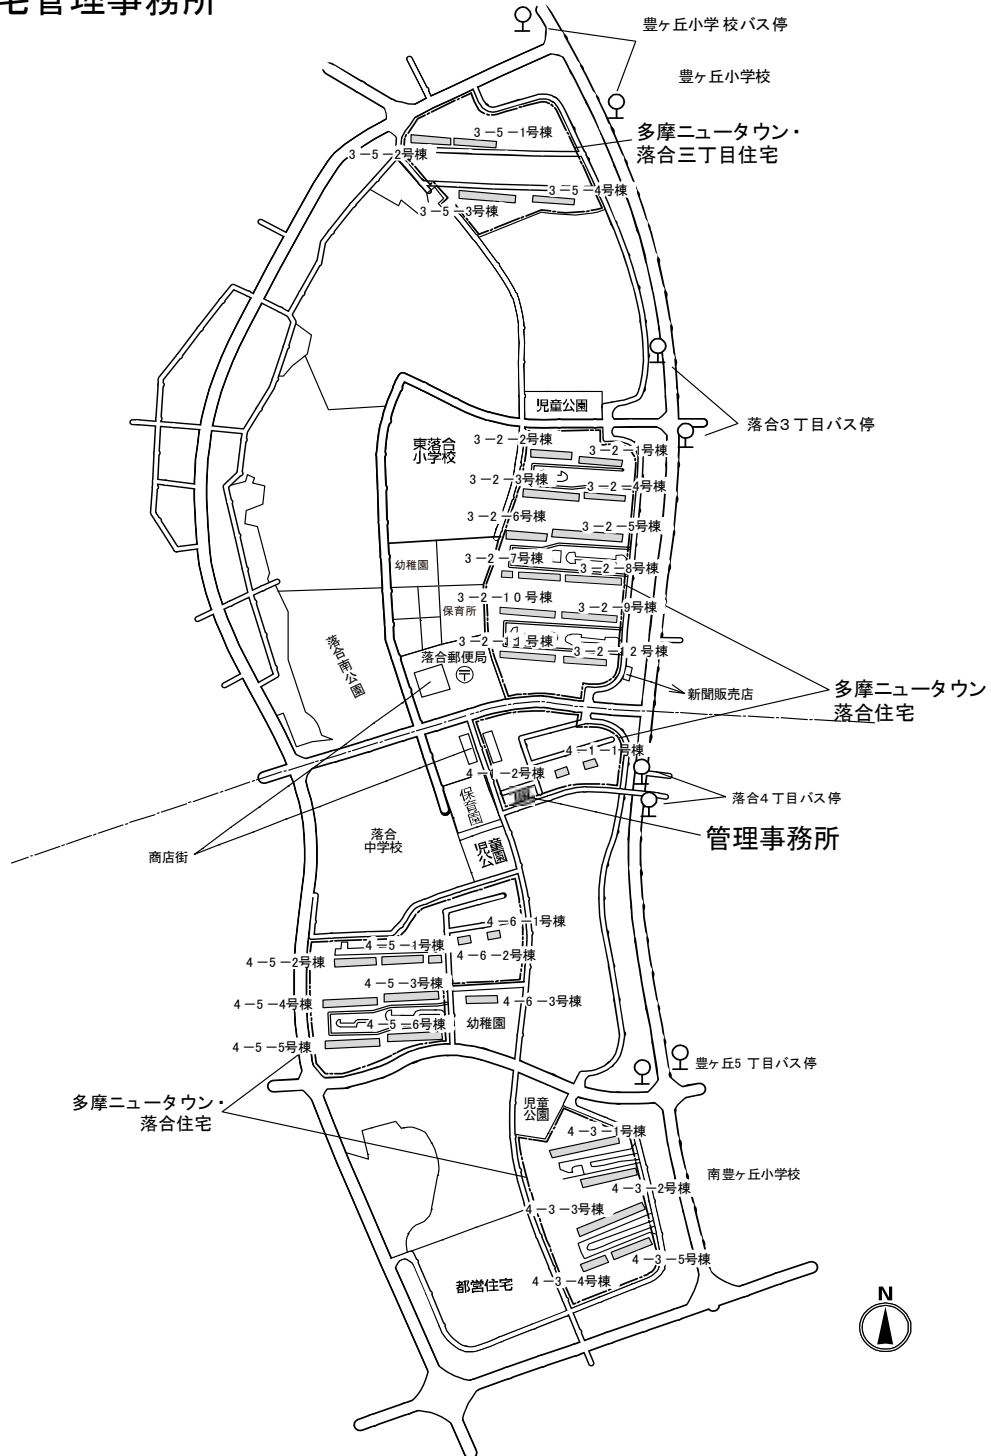 宅管理事務所
豊ヶ丘小学校バス停
豊ヶ丘小学校
多摩ニュータウン・
落合三丁目住宅
3－5－1号棟
3－5－2号棟
3－5－4号棟
3－5－3号棟
児童公園
落合3丁目バス停
東落合
小学校
3－2－2号棟
3－2－1号棟
3－2－3号棟
3－2－4号棟
3－2－6号棟
3－2－5号棟
幼稚園
3－2－7号棟
3－2－8号棟
3－2－10号棟
3－2－9号棟
保育所
3－2－11号棟
3－2－12号棟
落合南公園
落合郵便局
〒
新聞販売店
多摩ニュータウン
落合住宅
4－1－1号棟
4－1－2号棟
保育園
落合4丁目バス停
管理事務所
落合
中学校
児童
公園
商店街
4－6－1号棟
4－5－1号棟
4－6－2号棟
4－5－2号棟
4－5－3号棟
4－5－4号棟
4－6－3号棟
4－5－6号棟
幼稚園
4－5－5号棟
豊ヶ丘5丁目バス停
多摩ニュータウン・
落合住宅
児童
公園
4－3－1号棟
南豊ヶ丘小学校
4－3－2号棟
4－3－3号棟
4－3－5号棟
4－3－4号棟
都営住宅
N